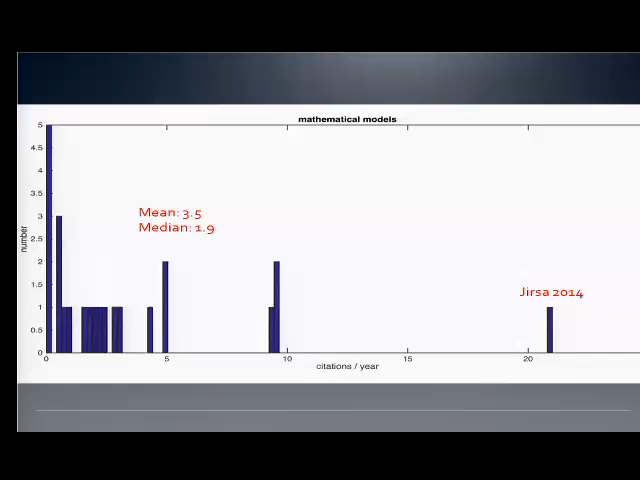 mathematical models
5
4.5
4
3.5
3
2.5
2
1.5
1
0.5
0
number
Mean: 3.5
Median: 1.9
Jirsa 2014
0 5 10 15 20
citations / year